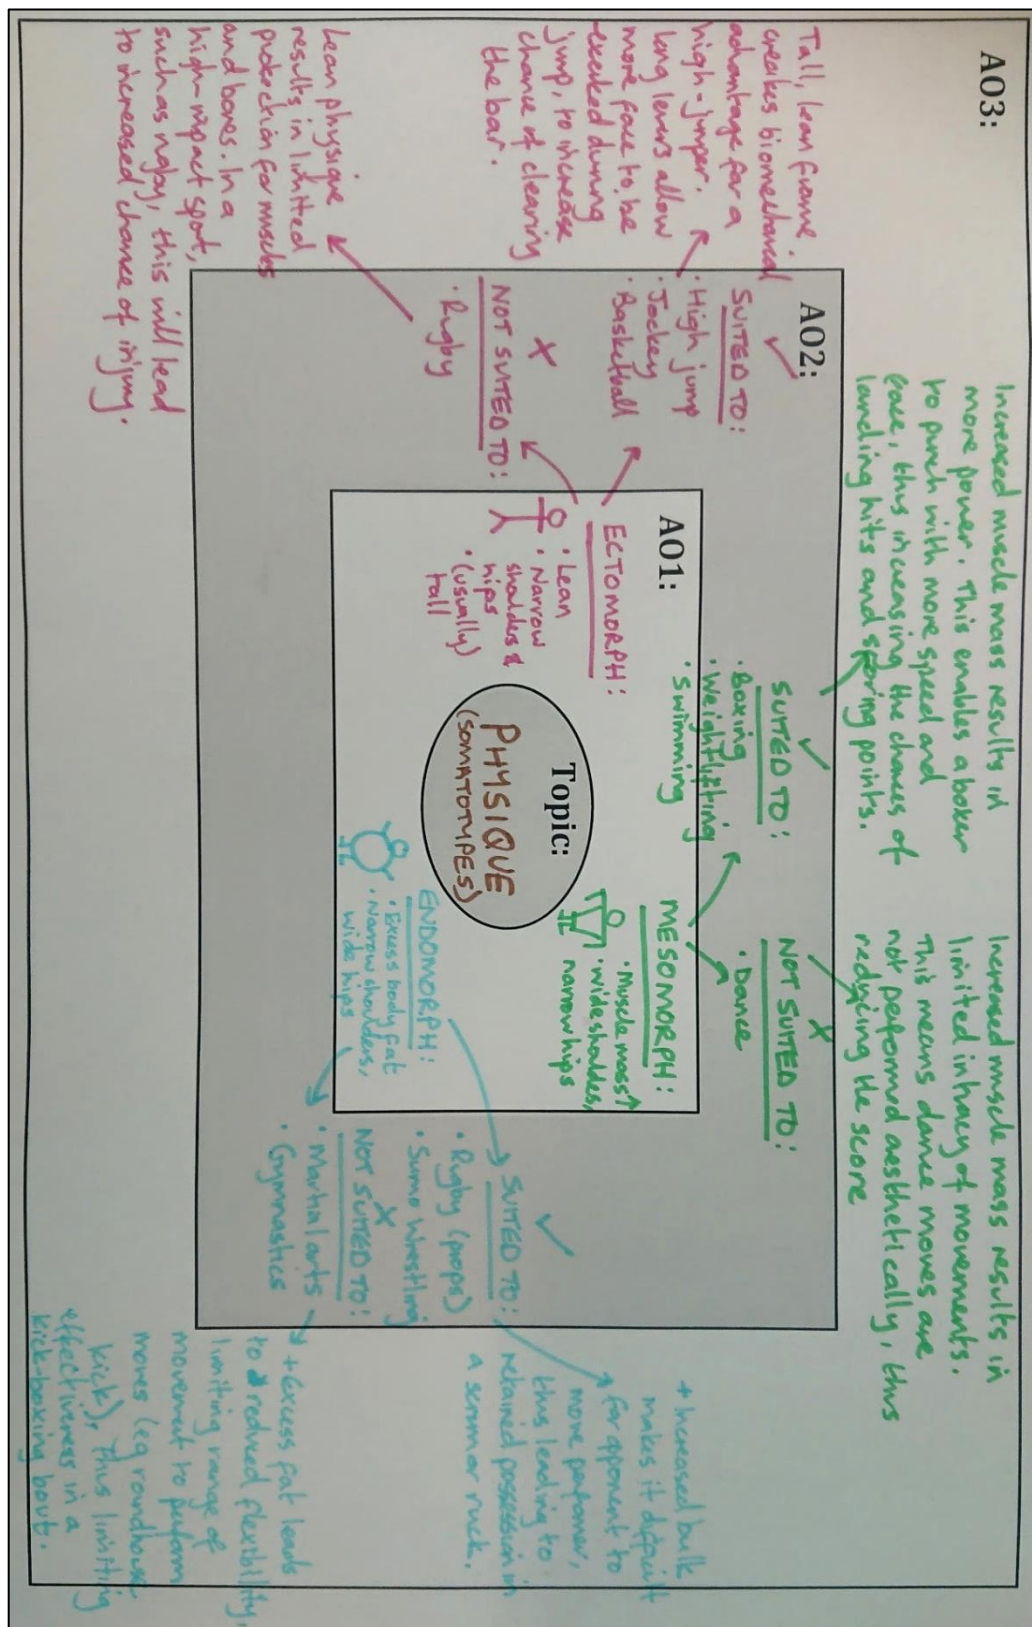 AO3:
Tall, lean frame
creates biomechanical
advantage for a
high-jumper.
long levers allow
more force to be
exerted during
jump, to increase
chance of clearing
the bar.
Lean physique
results in limited
protection for muscles
and bones. In a
high-impact sport,
such as rugby, this will lead
to increased chance of injury.
Increased muscle mass results in
more power. This enables a boxer
to punch with more speed and
force, thus increasing the chances of
landing hits and scoring points.
Increased muscle mass results in
limited intricacy of movements.
This means dance moves are
not performed aesthetically, thus
reducing the score
+ Increased bulk
makes it difficult
for opponent to
move performer,
thus leading to
retained possession in
a scrum or ruck.
+ Excess fat leads
to reduced flexibility,
limiting range of
movement to perform
moves (eg roundhouse
kick), thus limiting
effectiveness in a
kick-boxing bout.
AO2:
✓
SUITED TO:
· High jump
· Jockey
· Basketball
X
NOT SUITED TO:
· Rugby
✓
SUITED TO:
· Boxing
· Weightlifting
· Swimming
X
NOT SUITED TO:
· Dance
✓
SUITED TO:
· Rugby (props)
· Sumo Wrestling
X
NOT SUITED TO:
· Martial arts
· Gymnastics
AO1:
ECTOMORPH:
· Lean
· Narrow
shoulders &
hips
· (usually)
tall
MESOMORPH:
· Muscle mass ↑
· wide shoulders,
narrow hips
ENDOMORPH:
· Excess body fat
· Narrow shoulders,
wide hips
Topic:
PHYSIQUE
(SOMATOTYPES)